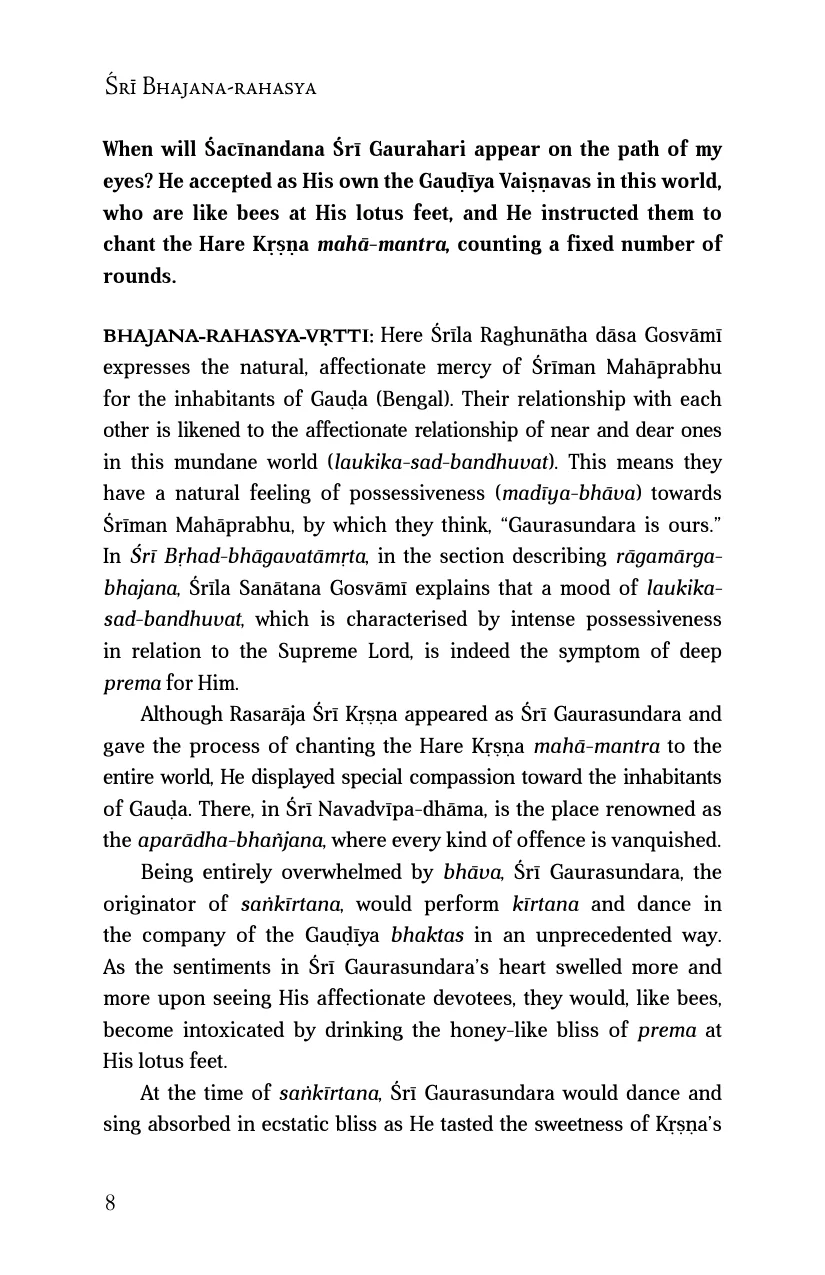 Śrī Bhajana-rahasya
When will Śacīnandana Śrī Gaurahari appear on the path of my
eyes? He accepted as His own the Gauḍīya Vaiṣṇavas in this world,
who are like bees at His lotus feet, and He instructed them to
chant the Hare Kṛṣṇa mahā-mantra, counting a fixed number of
rounds.
BHAJANA-RAHASYA-VṚTTI: Here Śrīla Raghunātha dāsa Gosvāmī
expresses the natural, affectionate mercy of Śrīman Mahāprabhu
for the inhabitants of Gauḍa (Bengal). Their relationship with each
other is likened to the affectionate relationship of near and dear ones
in this mundane world (laukika-sad-bandhuvat). This means they
have a natural feeling of possessiveness (madīya-bhāva) towards
Śrīman Mahāprabhu, by which they think, “Gaurasundara is ours.”
In Śrī Bṛhad-bhāgavatāmṛta, in the section describing rāgamārga-
bhajana, Śrīla Sanātana Gosvāmī explains that a mood of laukika-
sad-bandhuvat, which is characterised by intense possessiveness
in relation to the Supreme Lord, is indeed the symptom of deep
prema for Him.
Although Rasarāja Śrī Kṛṣṇa appeared as Śrī Gaurasundara and
gave the process of chanting the Hare Kṛṣṇa mahā-mantra to the
entire world, He displayed special compassion toward the inhabitants
of Gauḍa. There, in Śrī Navadvīpa-dhāma, is the place renowned as
the aparādha-bhañjana, where every kind of offence is vanquished.
Being entirely overwhelmed by bhāva, Śrī Gaurasundara, the
originator of saṅkīrtana, would perform kīrtana and dance in
the company of the Gauḍīya bhaktas in an unprecedented way.
As the sentiments in Śrī Gaurasundara’s heart swelled more and
more upon seeing His affectionate devotees, they would, like bees,
become intoxicated by drinking the honey-like bliss of prema at
His lotus feet.
At the time of saṅkīrtana, Śrī Gaurasundara would dance and
sing absorbed in ecstatic bliss as He tasted the sweetness of Kṛṣṇa’s
8